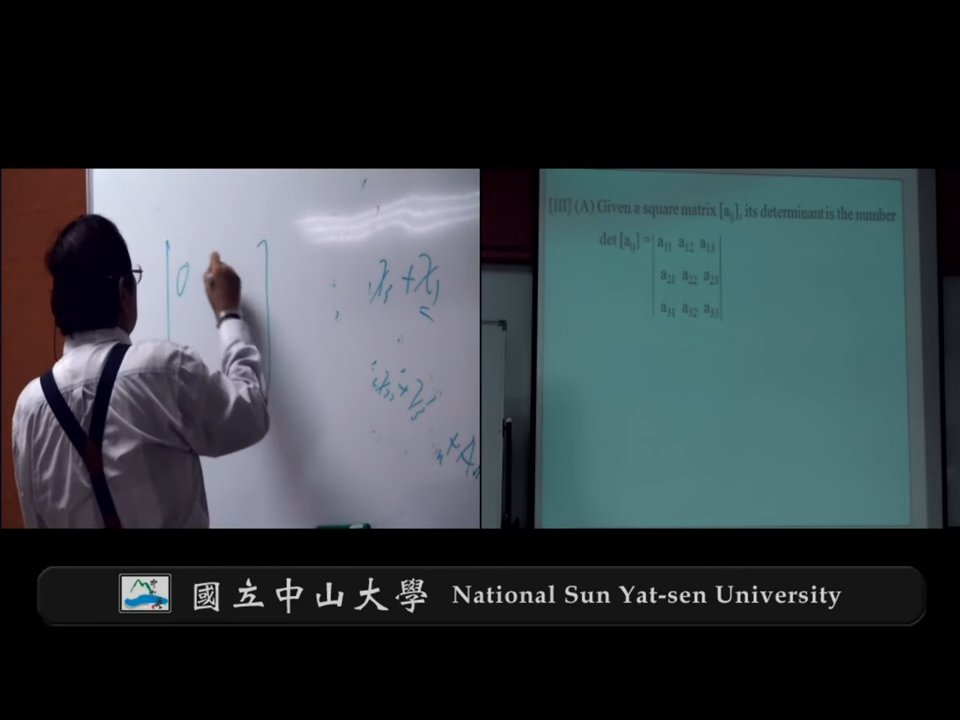 0
[III] (A) Given a square matrix [aij], its determinant is the number
det [aij] = | a11 a12 a13 |
| a21 a22 a23 |
| a31 a32 a33 |
國立中山大學 National Sun Yat-sen University